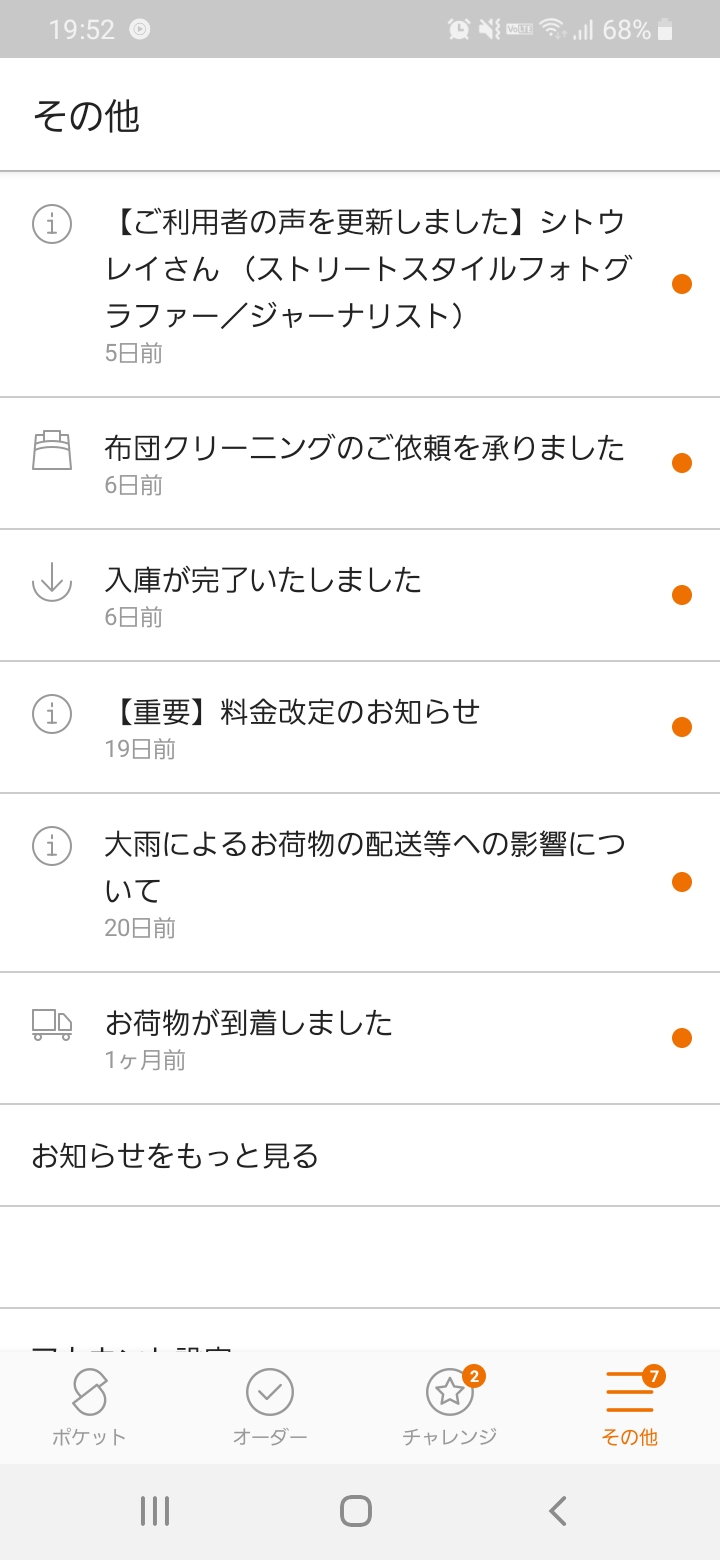 19:52
VoLTE 68%
その他
【ご利用者の声を更新しました】シトウ
レイさん （ストリートスタイルフォトグ
ラファー／ジャーナリスト）
5日前
布団クリーニングのご依頼を承りました
6日前
入庫が完了いたしました
6日前
【重要】料金改定のお知らせ
19日前
大雨によるお荷物の配送等への影響につ
いて
20日前
お荷物が到着しました
1ヶ月前
お知らせをもっと見る
2
7
ポケット
オーダー
チャレンジ
その他